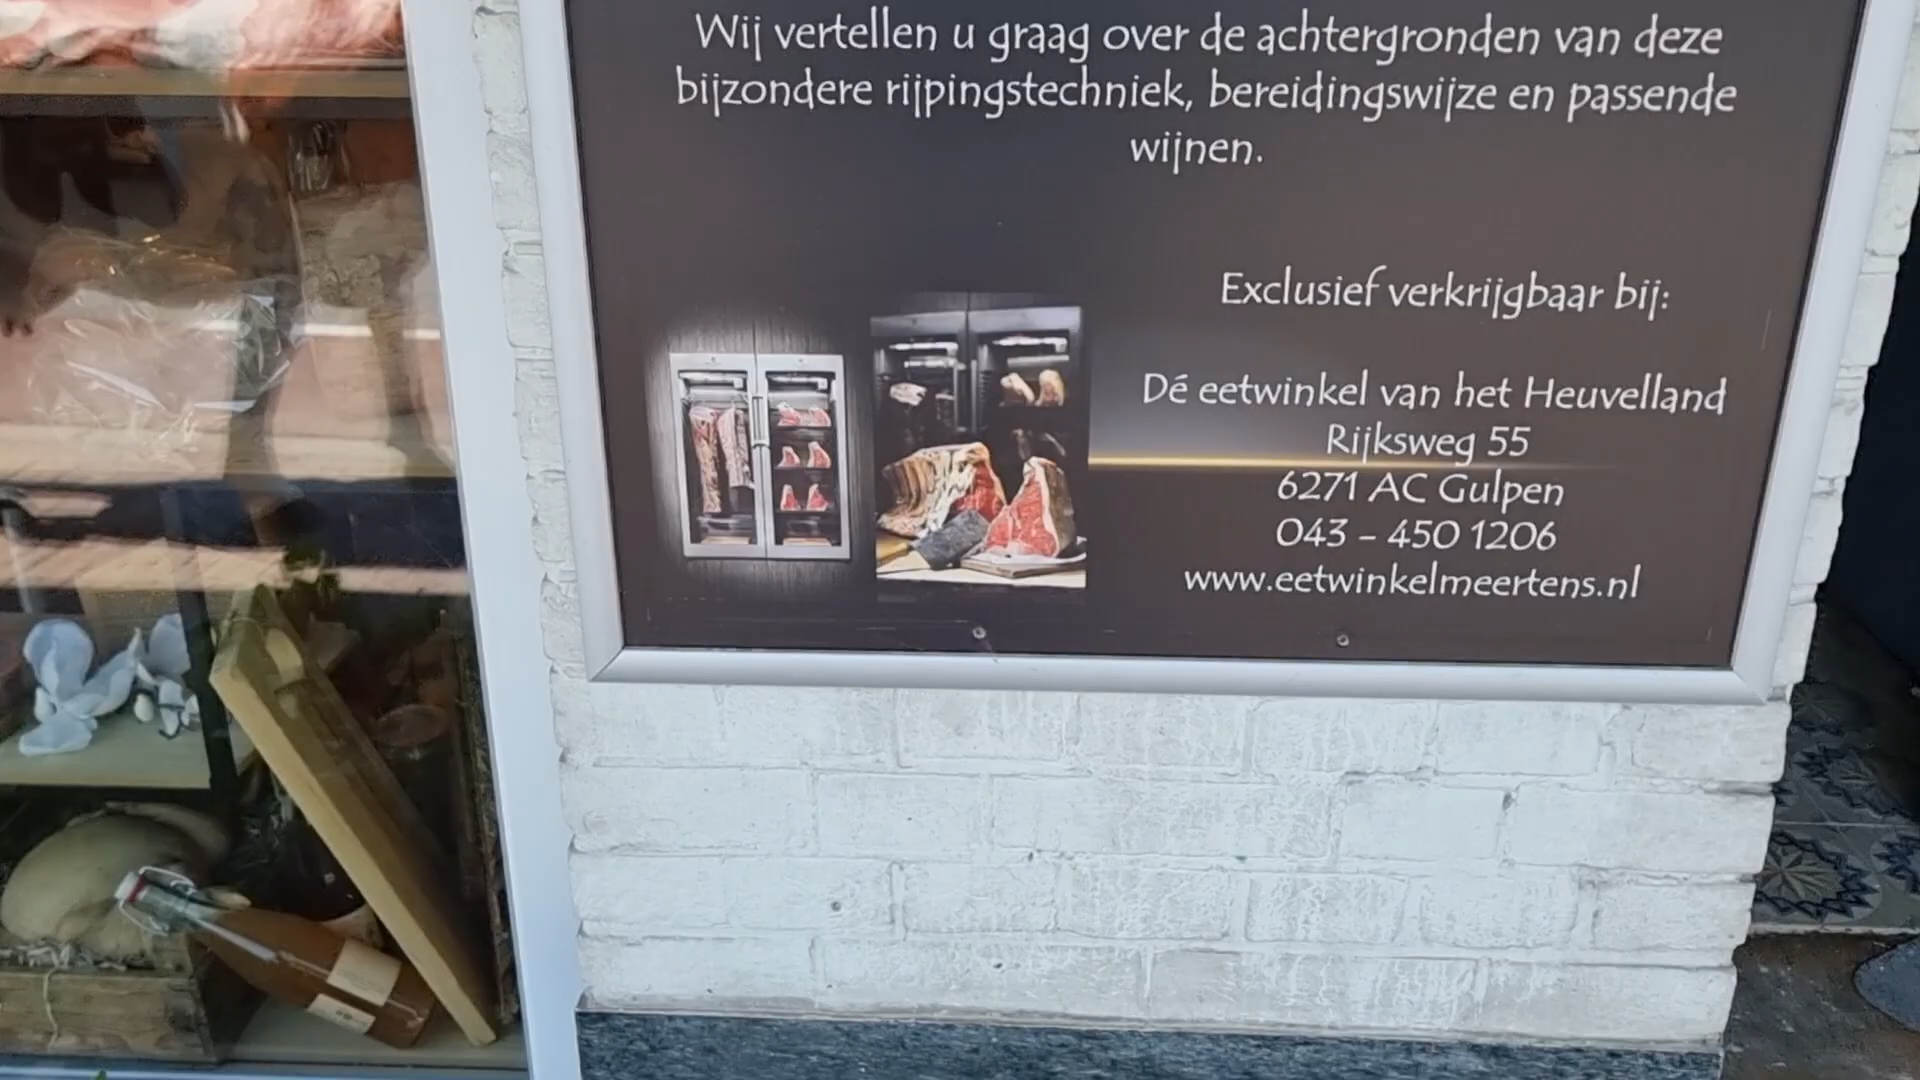 Wij vertellen u graag over de achtergronden van deze
bijzondere rijpingstechniek, bereidingswijze en passende
wijnen.
Exclusief verkrijgbaar bij:
Dé eetwinkel van het Heuvelland
Rijksweg 55
6271 AC Gulpen
043 - 450 1206
www.eetwinkelmeertens.nl